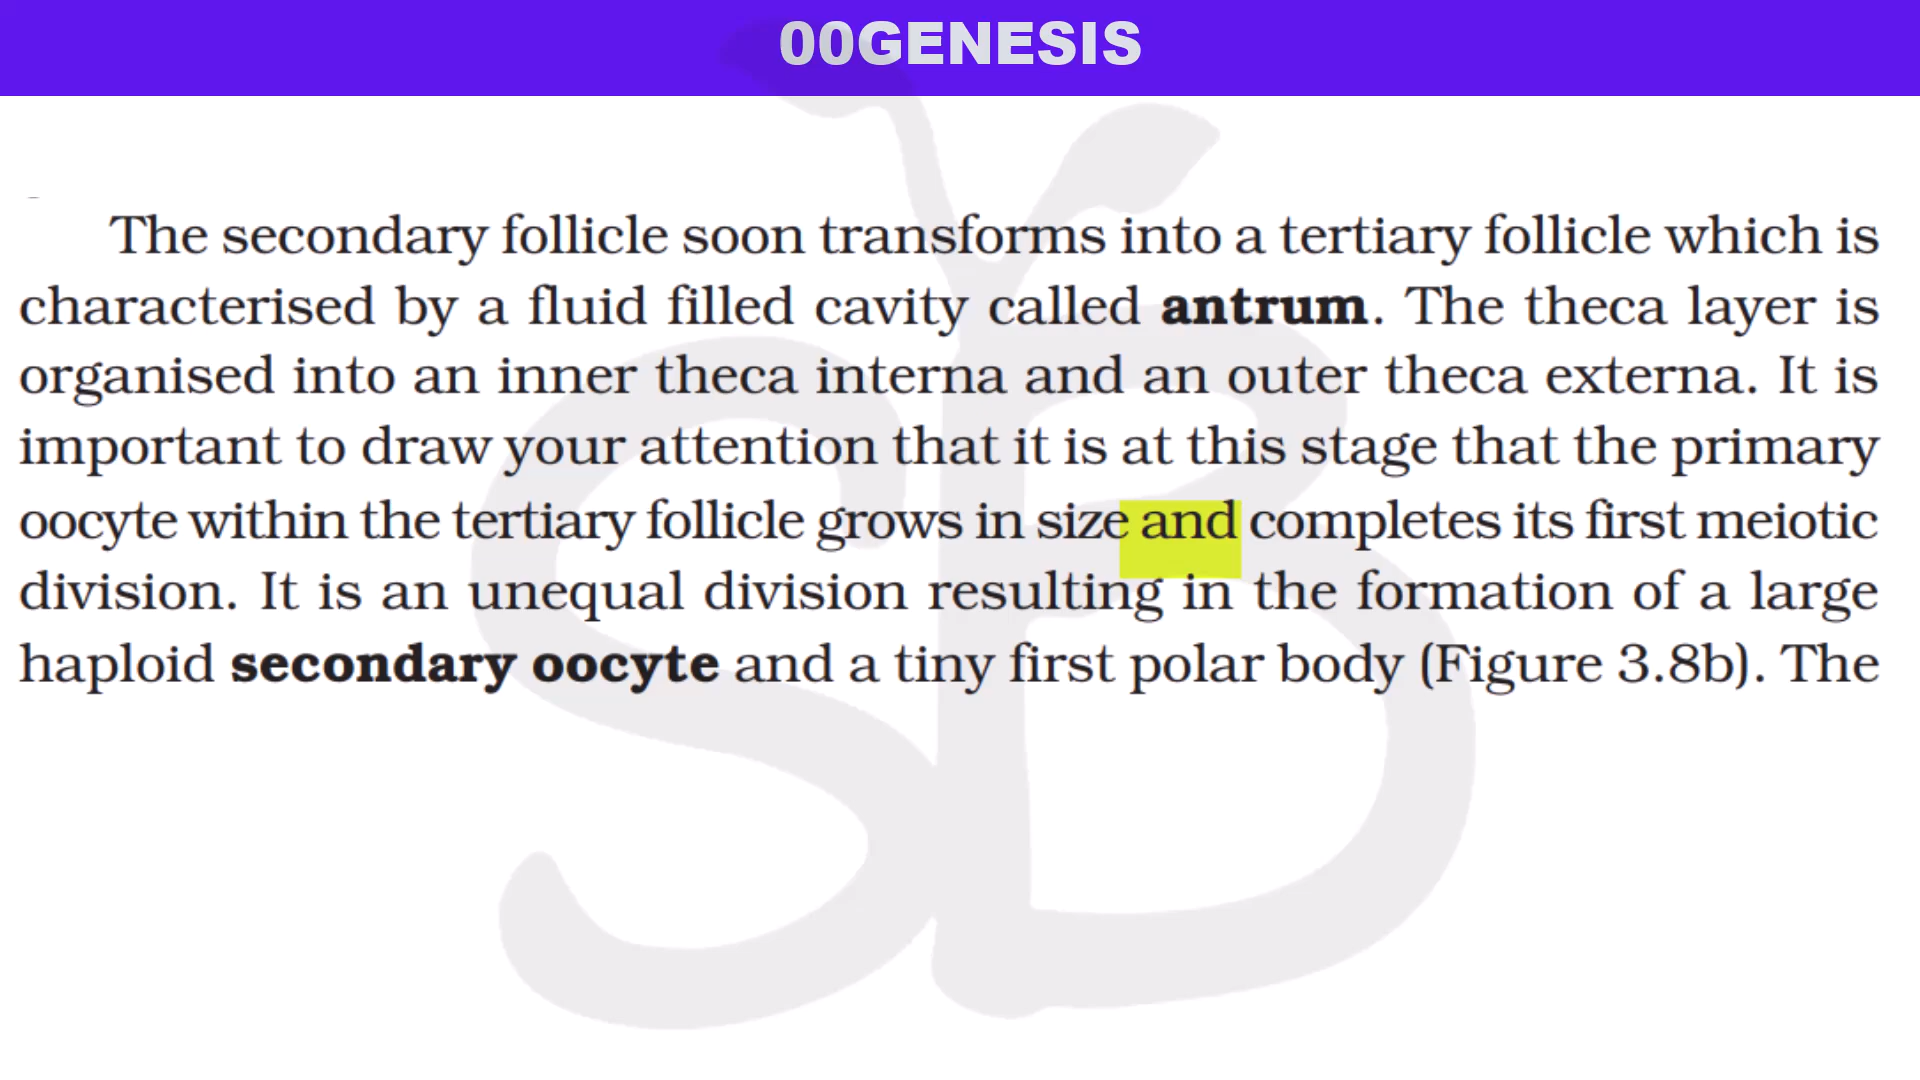 00GENESIS
The secondary follicle soon transforms into a tertiary follicle which is
characterised by a fluid filled cavity called antrum. The theca layer is
organised into an inner theca interna and an outer theca externa. It is
important to draw your attention that it is at this stage that the primary
oocyte within the tertiary follicle grows in size and completes its first meiotic
division. It is an unequal division resulting in the formation of a large
haploid secondary oocyte and a tiny first polar body (Figure 3.8b). The
SB